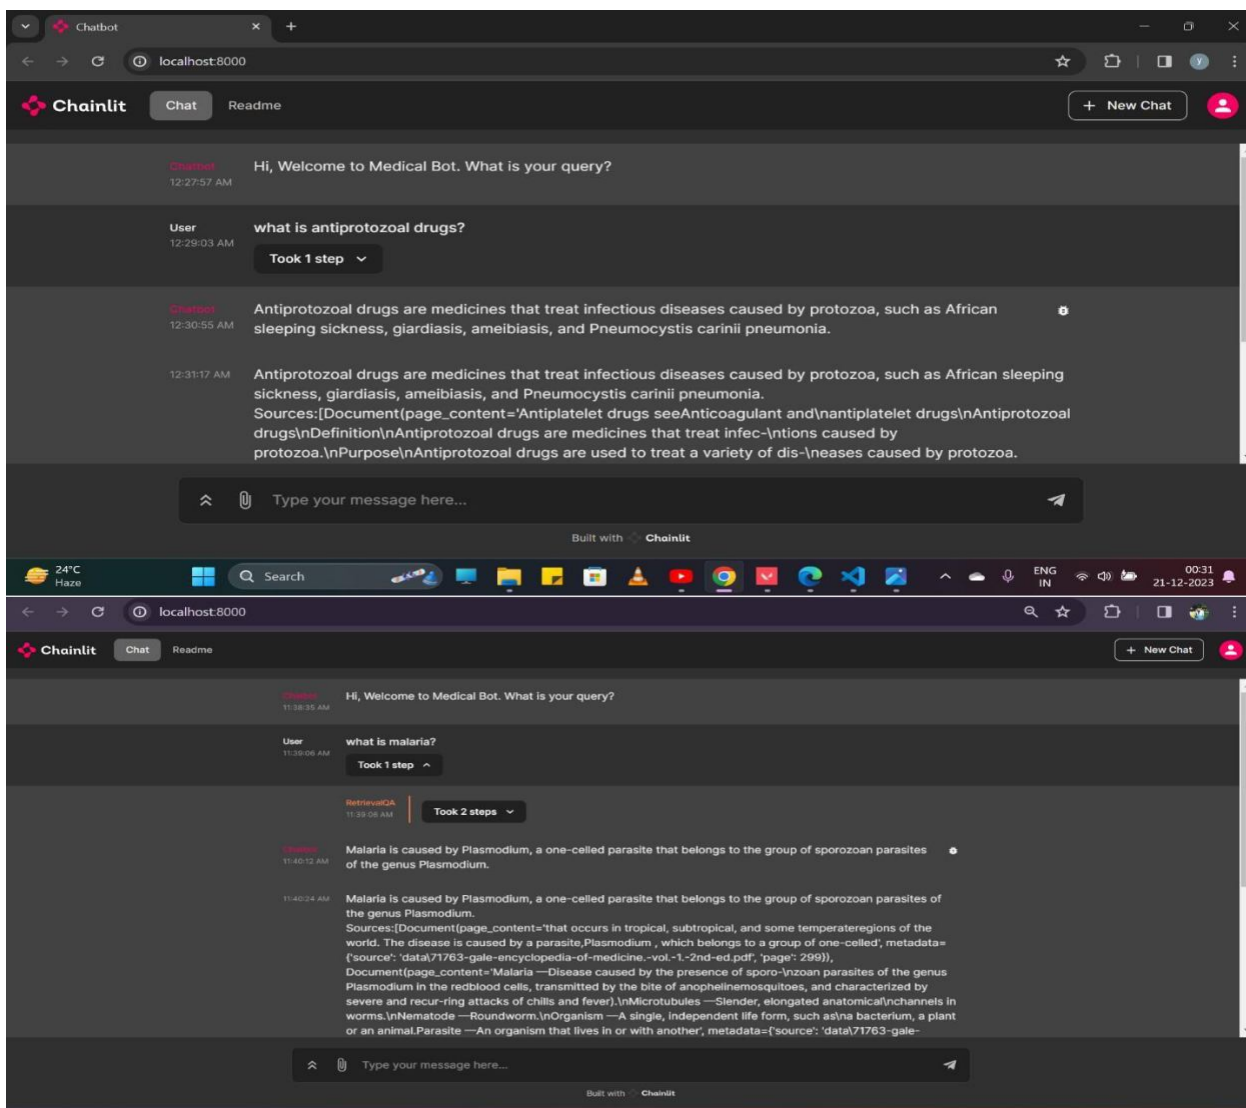 Chatbot
localhost:8000
Chainlit Chat Readme + New Chat
Chatbot Hi, Welcome to Medical Bot. What is your query?
12:27:57 AM
User what is antiprotozoal drugs?
12:29:03 AM
Took 1 step
Chatbot Antiprotozoal drugs are medicines that treat infectious diseases caused by protozoa, such as African
12:30:55 AM sleeping sickness, giardiasis, ameibiasis, and Pneumocystis carinii pneumonia.
12:31:17 AM Antiprotozoal drugs are medicines that treat infectious diseases caused by protozoa, such as African sleeping
sickness, giardiasis, ameibiasis, and Pneumocystis carinii pneumonia.
Sources:[Document(page_content='Antiplatelet drugs seeAnticoagulant and\nantiplatelet drugs\nAntiprotozoal
drugs\nDefinition\nAntiprotozoal drugs are medicines that treat infec-\ntions caused by
protozoa.\nPurpose\nAntiprotozoal drugs are used to treat a variety of dis-\neases caused by protozoa.
Type your message here...
Built with Chainlit
24°C
Haze
Search
ENG
IN
00:31
21-12-2023
localhost:8000
Chainlit Chat Readme + New Chat
Chatbot Hi, Welcome to Medical Bot. What is your query?
11:38:35 AM
User what is malaria?
11:39:06 AM
Took 1 step
RetrievalQA
11:39:06 AM Took 2 steps
Chatbot Malaria is caused by Plasmodium, a one-celled parasite that belongs to the group of sporozoan parasites
11:40:12 AM of the genus Plasmodium.
11:40:24 AM Malaria is caused by Plasmodium, a one-celled parasite that belongs to the group of sporozoan parasites of
the genus Plasmodium.
Sources:[Document(page_content='that occurs in tropical, subtropical, and some temperateregions of the
world. The disease is caused by a parasite,Plasmodium , which belongs to a group of one-celled', metadata=
{'source': 'data\71763-gale-encyclopedia-of-medicine.-vol.-1.-2nd-ed.pdf', 'page': 299}),
Document(page_content='Malaria —Disease caused by the presence of sporo-\nzoan parasites of the genus
Plasmodium in the redblood cells, transmitted by the bite of anophelinemosquitoes, and characterized by
severe and recur-ring attacks of chills and fever).\nMicrotubules —Slender, elongated anatomical\nchannels in
worms.\nNematode —Roundworm.\nOrganism —A single, independent life form, such as\na bacterium, a plant
or an animal.Parasite —An organism that lives in or with another', metadata={'source': 'data\71763-gale-
Type your message here...
Built with Chainlit